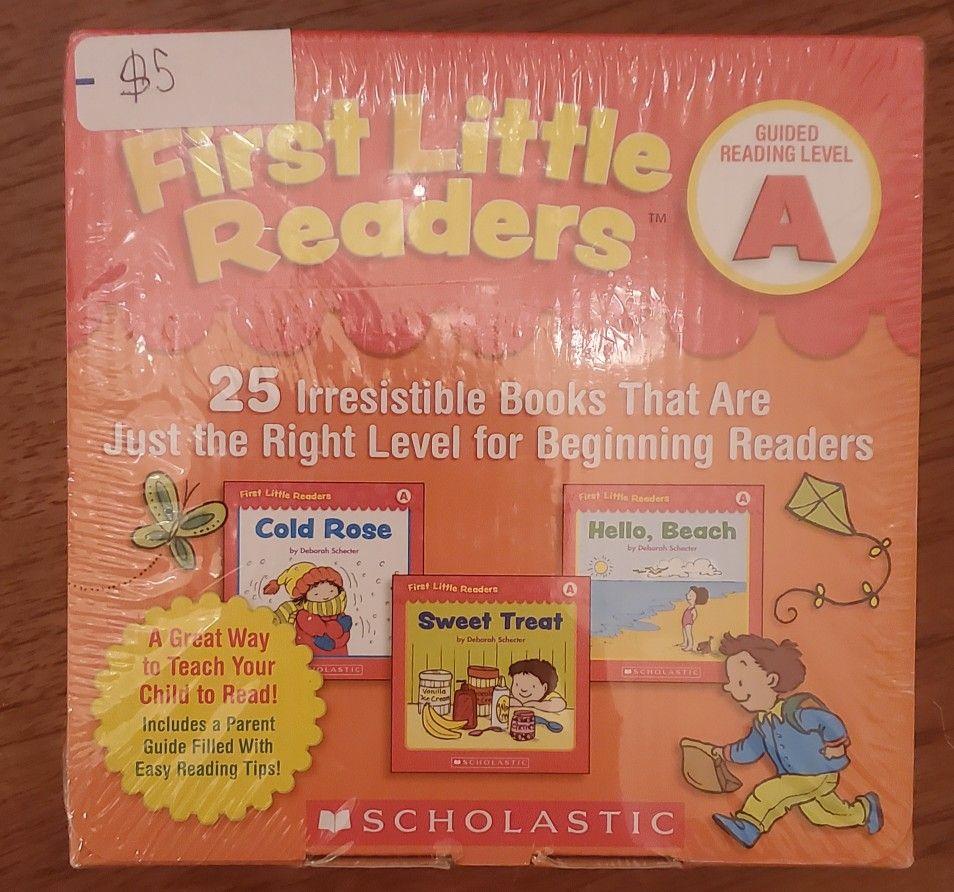 $5
First Little
Readers™
GUIDED
READING LEVEL
A
25 Irresistible Books That Are
Just the Right Level for Beginning Readers
First Little Readers A
Cold Rose
by Deborah Schecter
SCHOLASTIC
First Little Readers A
Hello, Beach
by Deborah Schecter
SCHOLASTIC
First Little Readers A
Sweet Treat
by Deborah Schecter
Vanilla
Ice Cream
SCHOLASTIC
A Great Way
to Teach Your
Child to Read!
Includes a Parent
Guide Filled With
Easy Reading Tips!
SCHOLASTIC